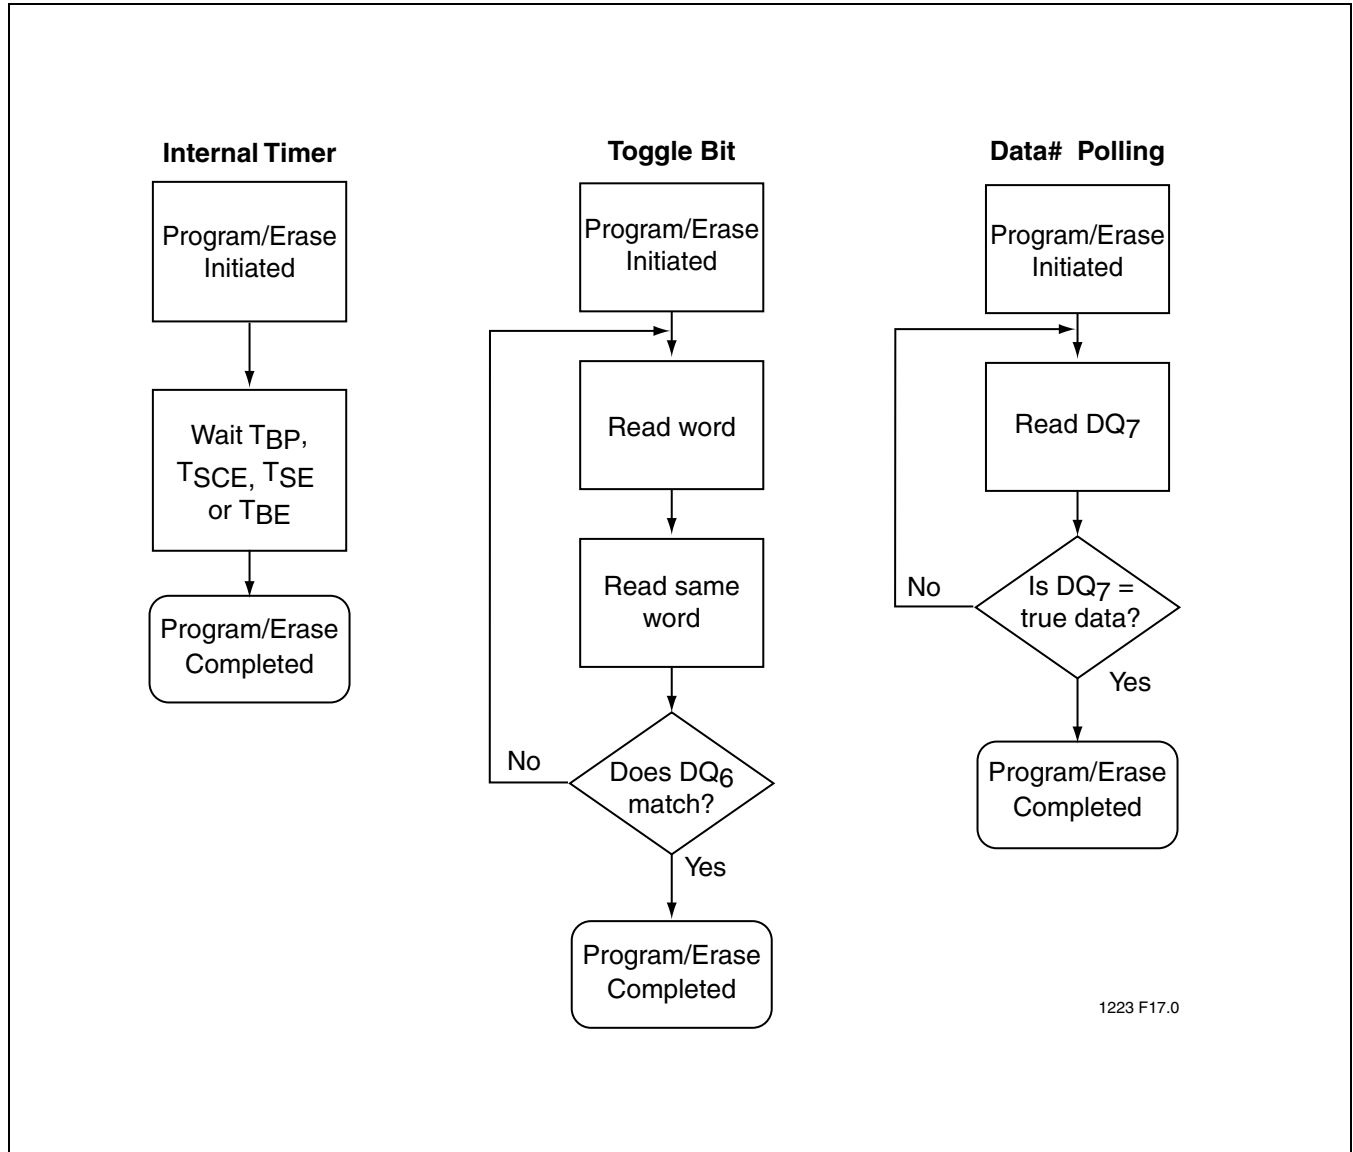 Internal Timer
Program/Erase
Initiated
Wait TBP,
TSCE, TSE
or TBE
Program/Erase
Completed
Toggle Bit
Program/Erase
Initiated
Read word
Read same
word
Does DQ6
match?
No
Yes
Program/Erase
Completed
Data# Polling
Program/Erase
Initiated
Read DQ7
Is DQ7 =
true data?
No
Yes
Program/Erase
Completed
1223 F17.0